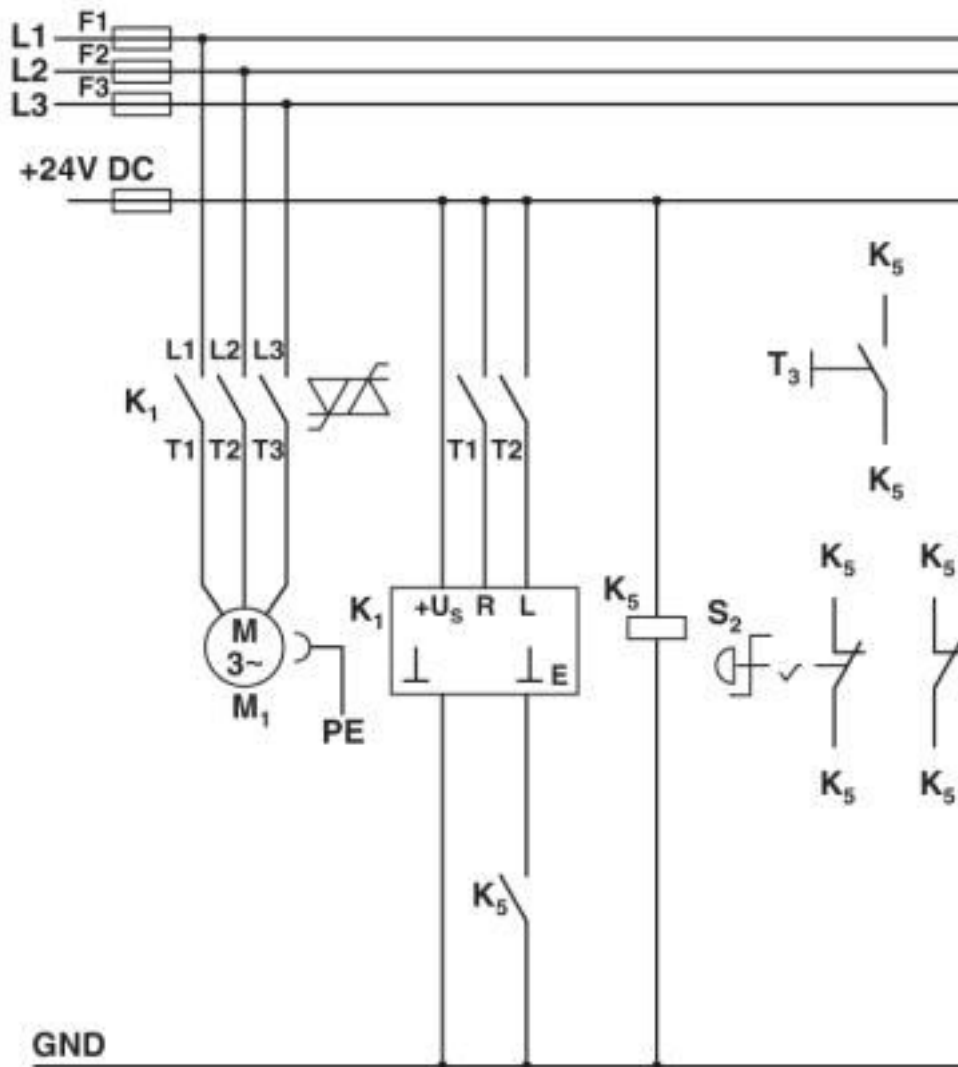 L1 F1
L2 F2
L3 F3
+24V DC
K5
L1 L2 L3
T3
K1
T1 T2 T3 T1 T2
K5
K5 K5
K1 +US R L K5 S2
M
3~
E
M1
PE
K5 K5
K5
GND